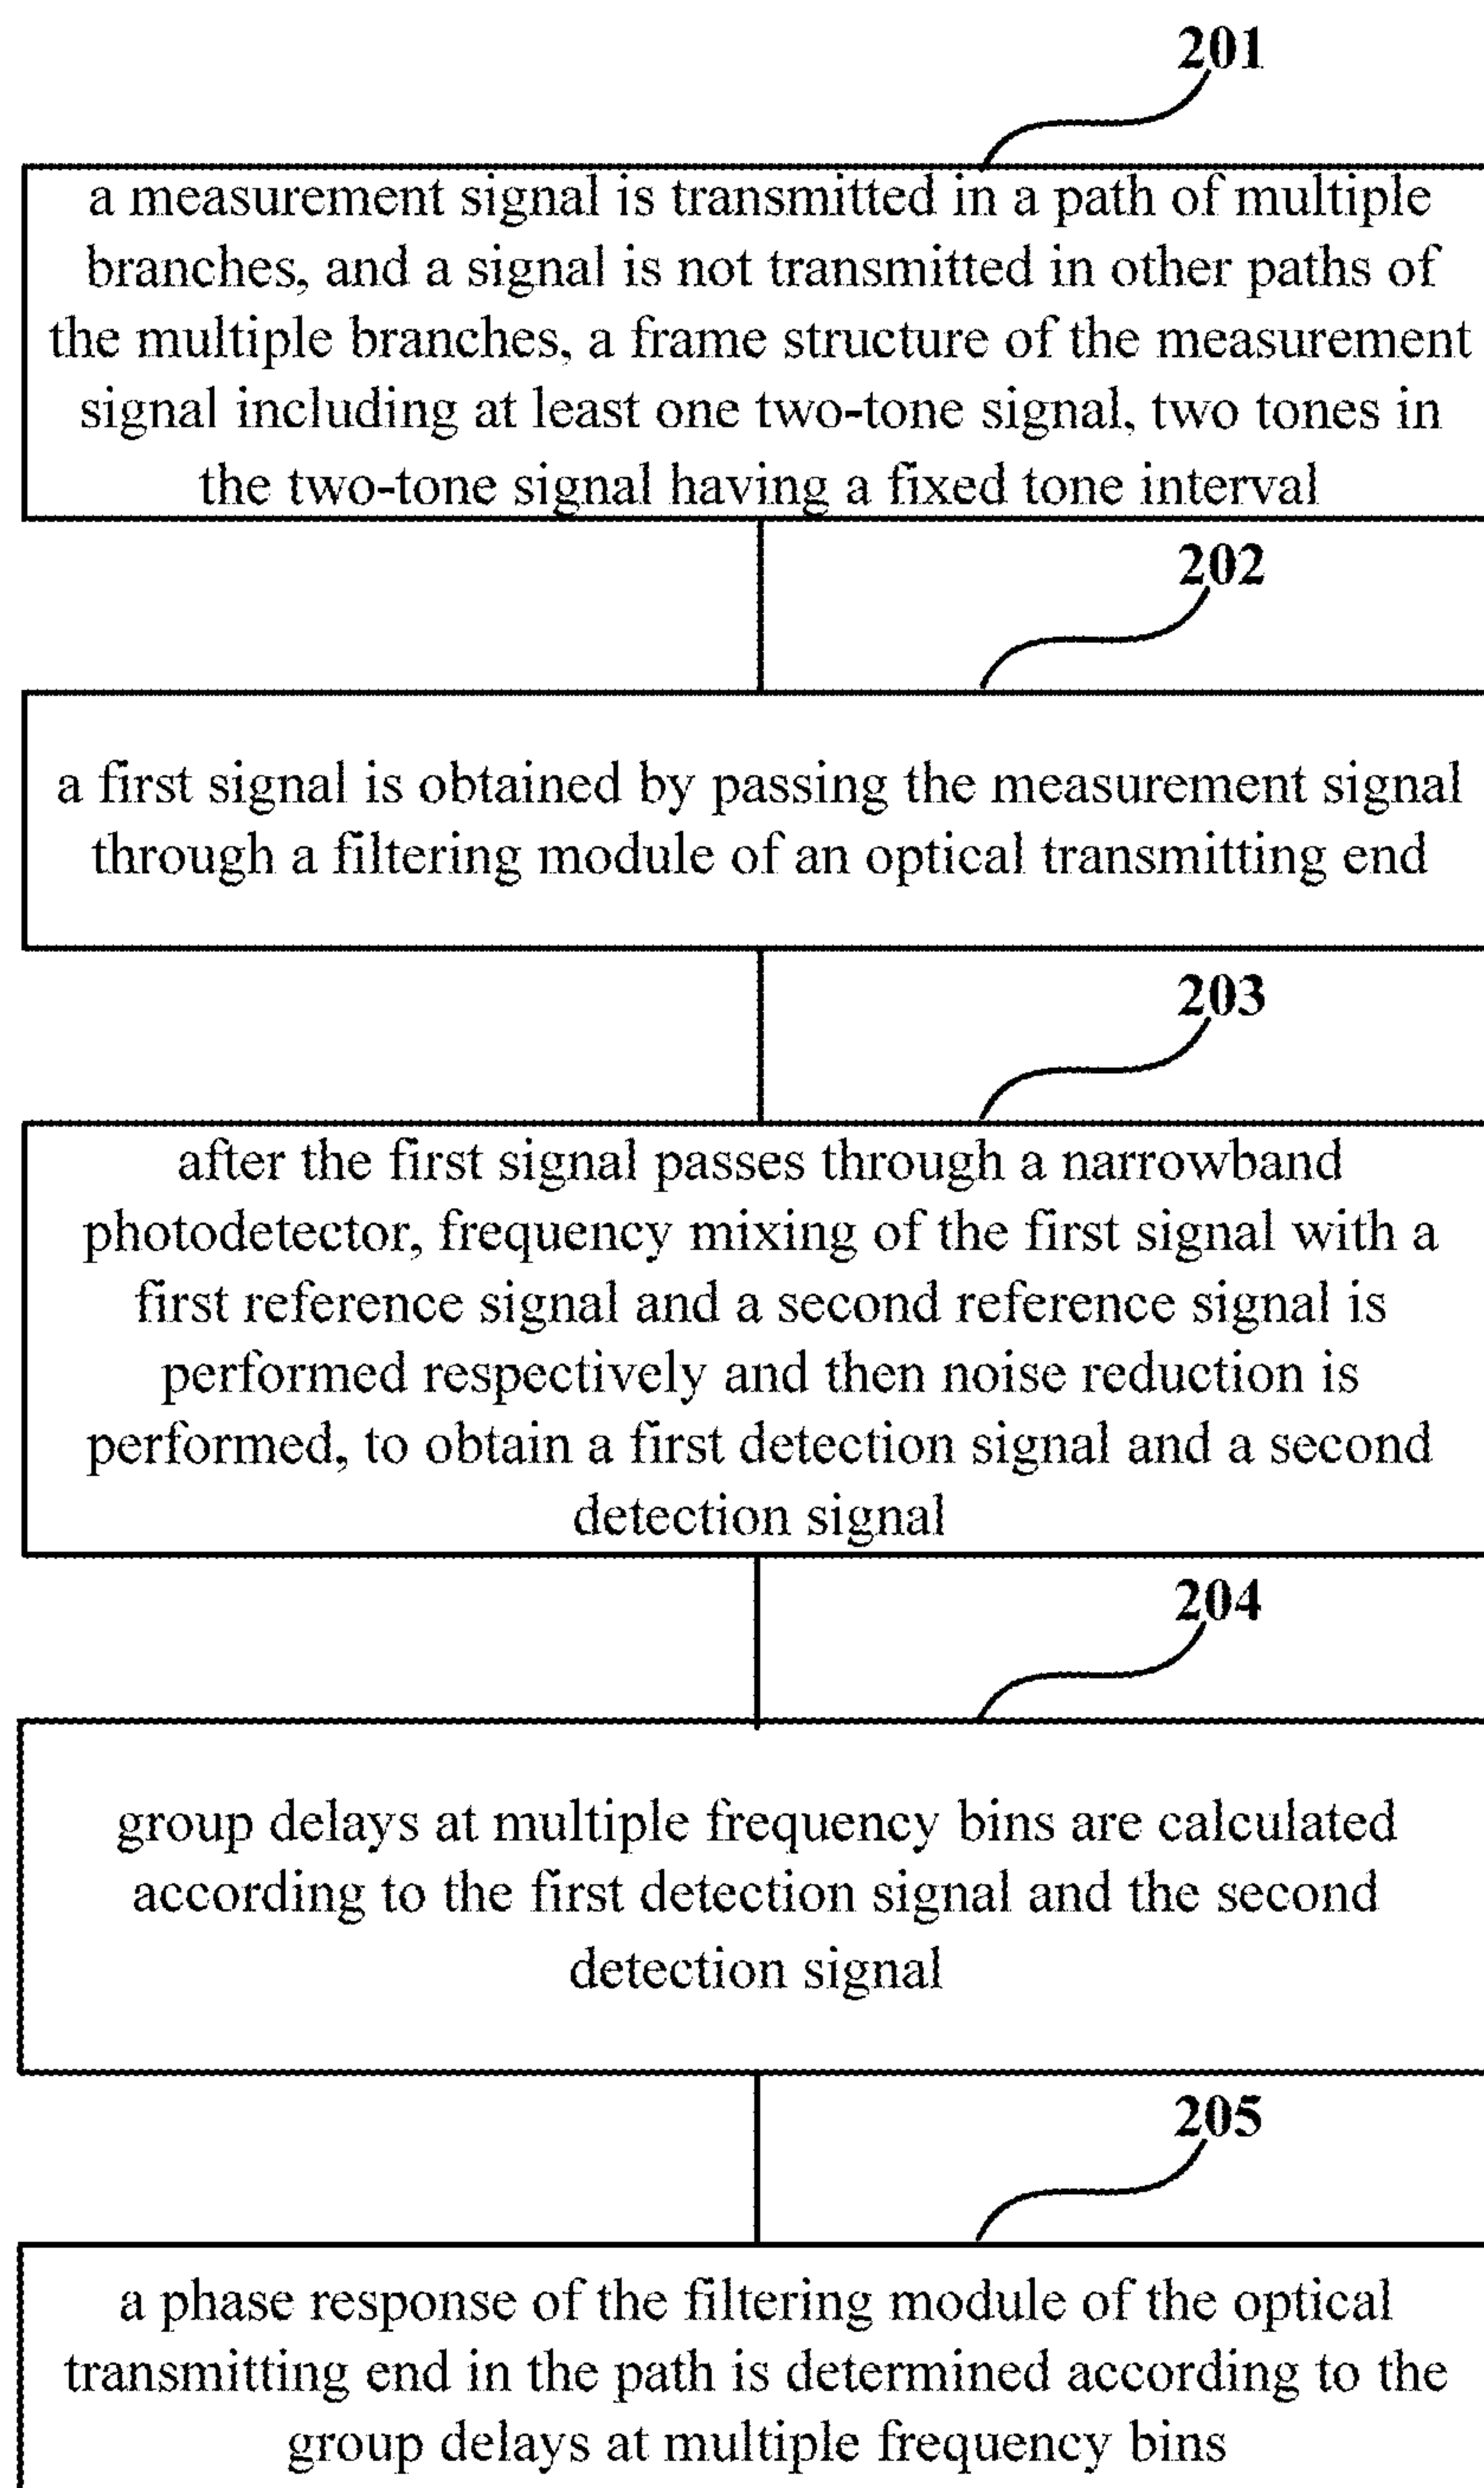 201
a measurement signal is transmitted in a path of multiple
branches, and a signal is not transmitted in other paths of
the multiple branches, a frame structure of the measurement
signal including at least one two-tone signal, two tones in
the two-tone signal having a fixed tone interval
202
a first signal is obtained by passing the measurement signal
through a filtering module of an optical transmitting end
203
after the first signal passes through a narrowband
photodetector, frequency mixing of the first signal with a
first reference signal and a second reference signal is
performed respectively and then noise reduction is
performed, to obtain a first detection signal and a second
detection signal
204
group delays at multiple frequency bins are calculated
according to the first detection signal and the second
detection signal
205
a phase response of the filtering module of the optical
transmitting end in the path is determined according to the
group delays at multiple frequency bins